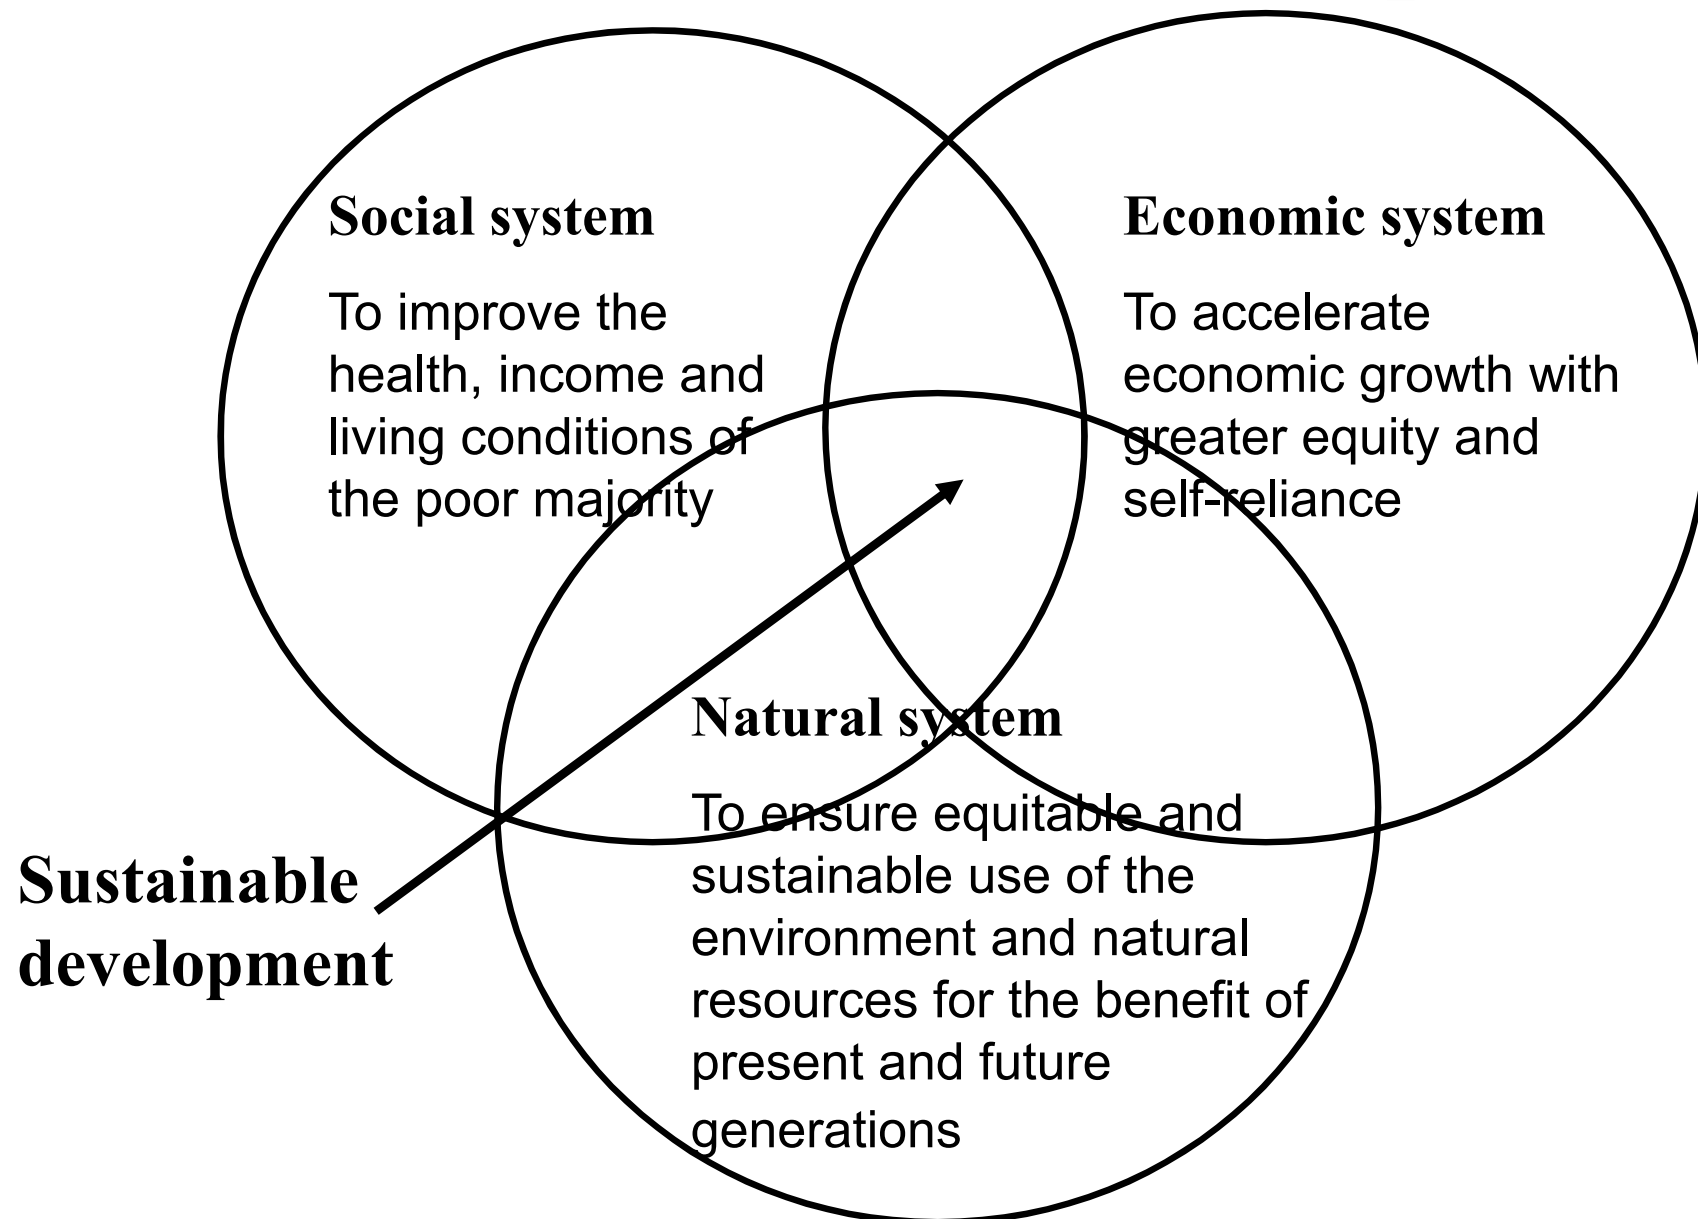 Social system
To improve the
health, income and
living conditions of
the poor majority
Economic system
To accelerate
economic growth with
greater equity and
self-reliance
Natural system
To ensure equitable and
sustainable use of the
environment and natural
resources for the benefit of
present and future
generations
Sustainable
development